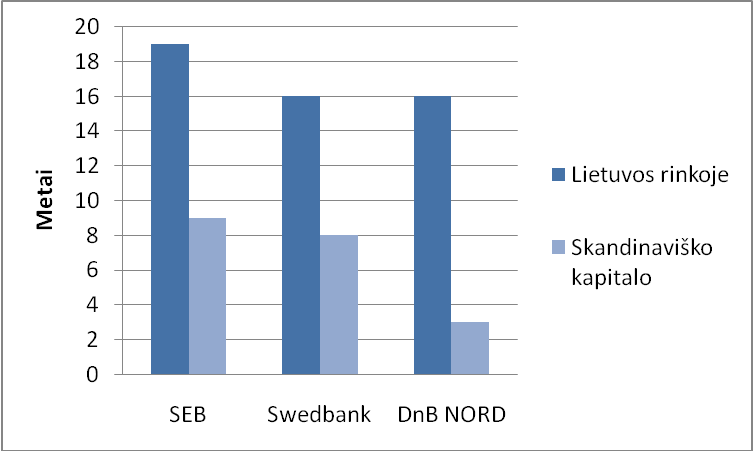 20
18
16
14
12
10
8
6
4
2
0
Metai
SEB
Swedbank
DnB NORD
Lietuvos rinkoje
Skandinaviško
kapitalo